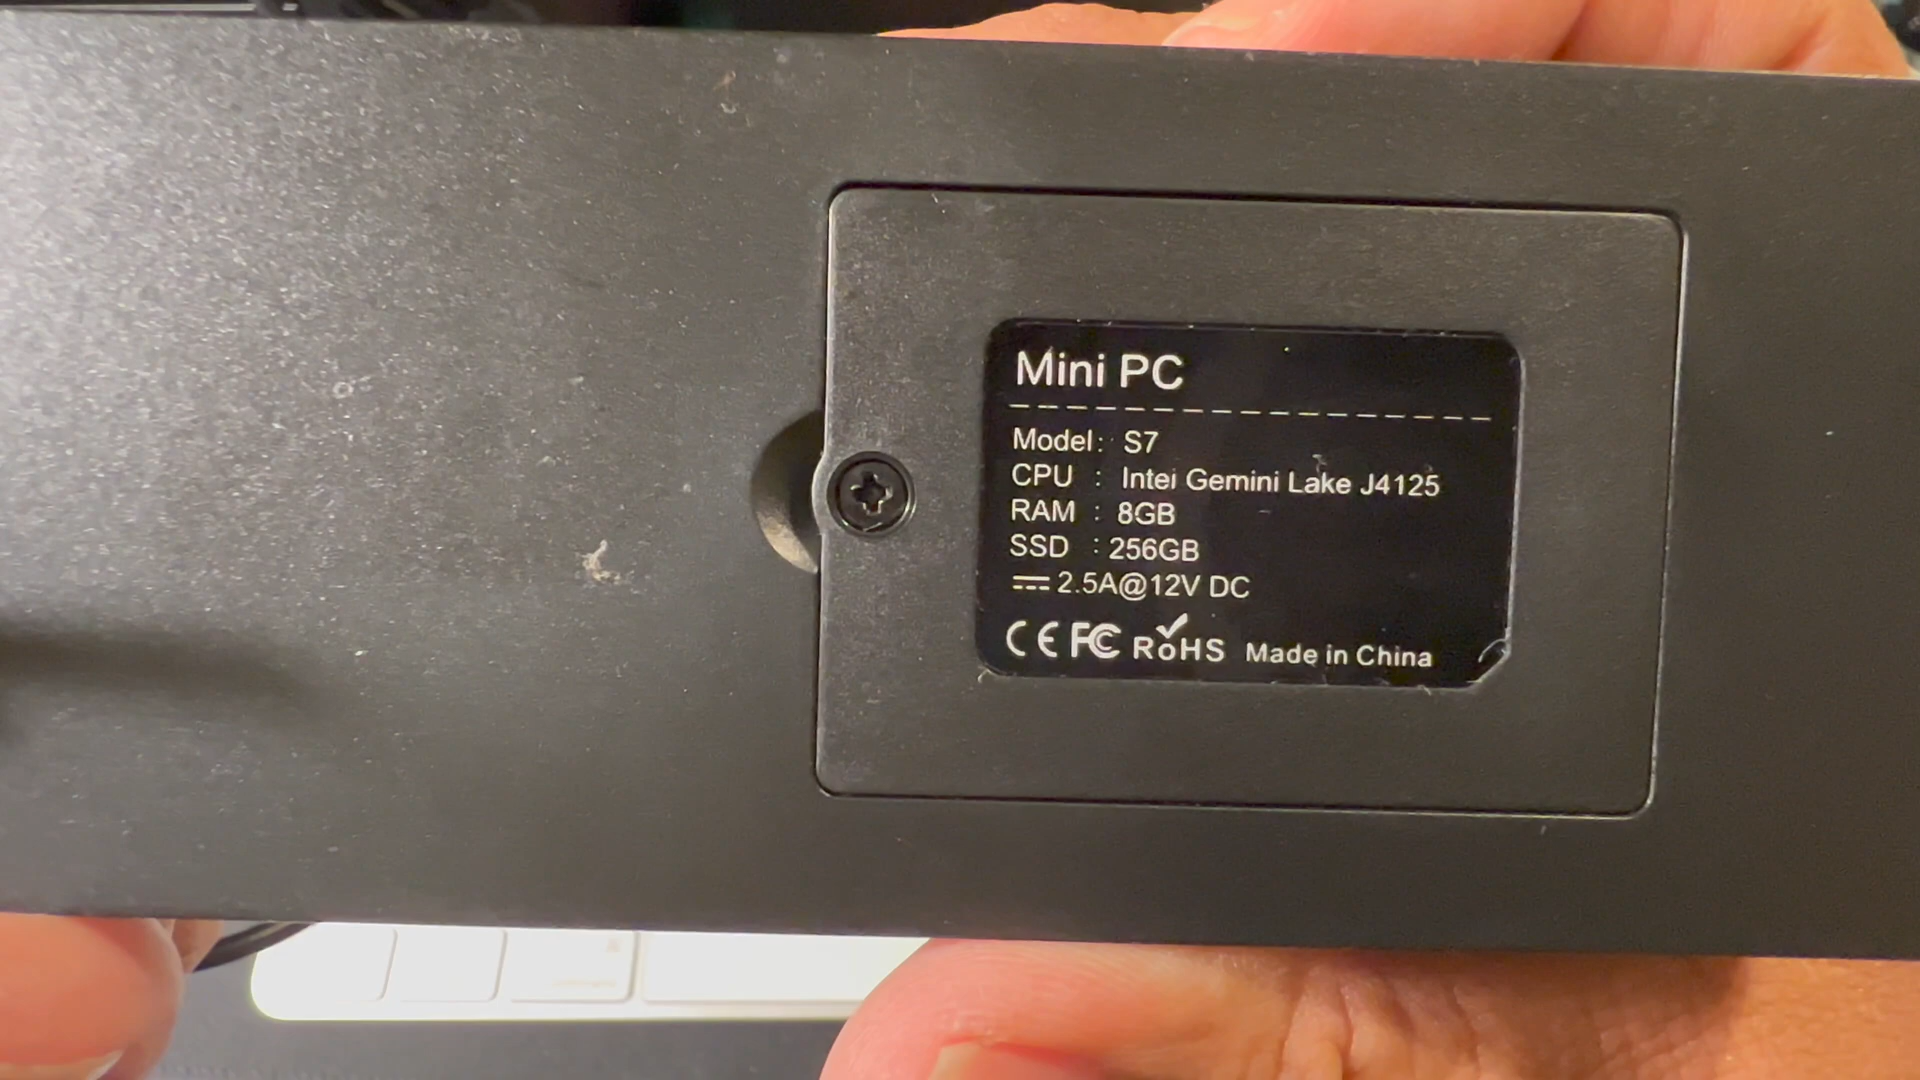 Mini PC
Model: S7
CPU : Intel Gemini Lake J4125
RAM : 8GB
SSD : 256GB
2.5A@12V DC
CE FC RoHS Made in China